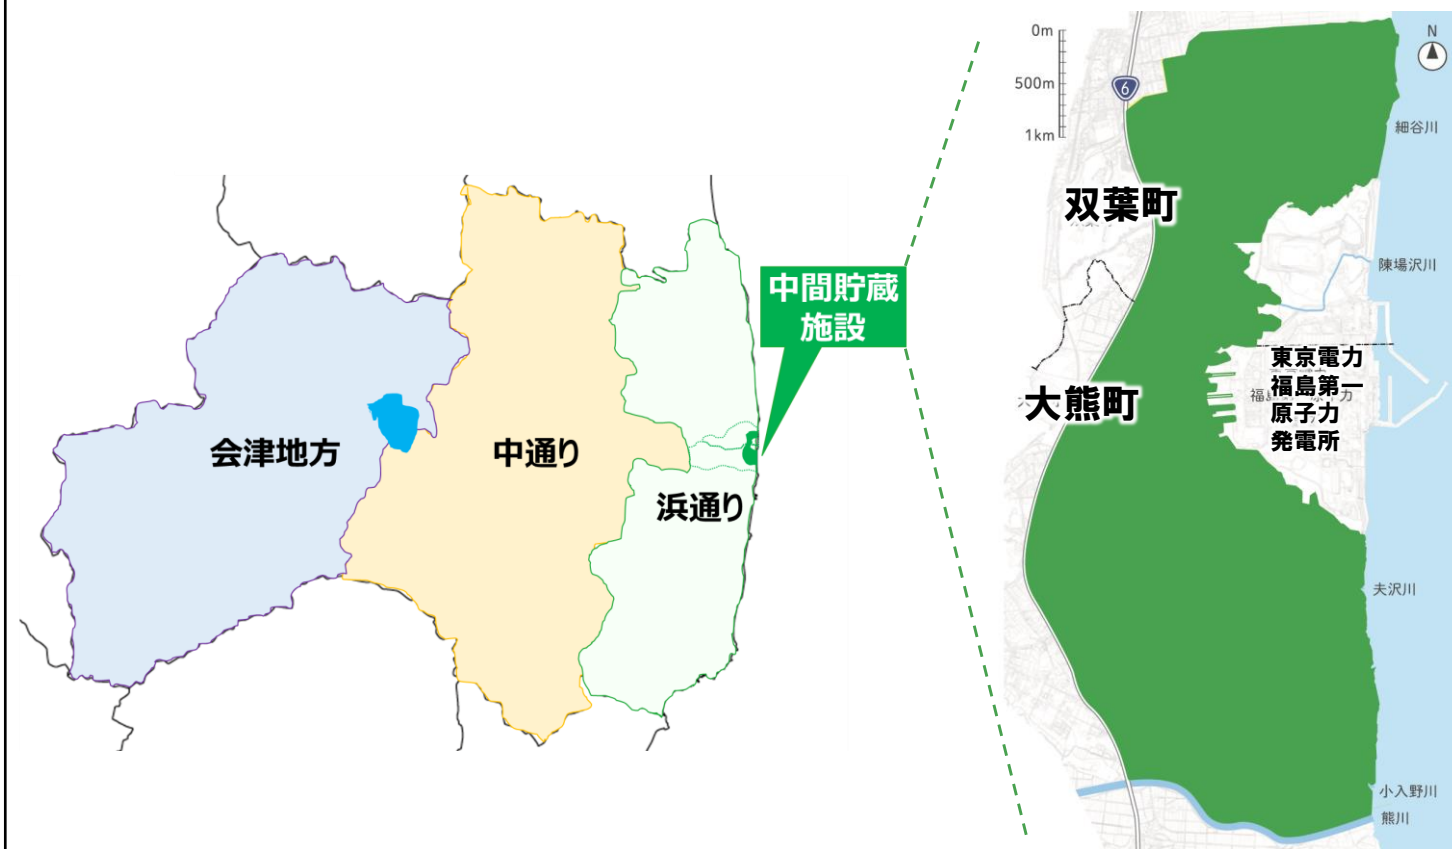 会津地方
中通り
浜通り
中間貯蔵
施設
0m
500m
1km
6
N
細谷川
双葉町
陳場沢川
大熊町
東京電力
福島第一
原子力
発電所
夫沢川
小入野川
熊川